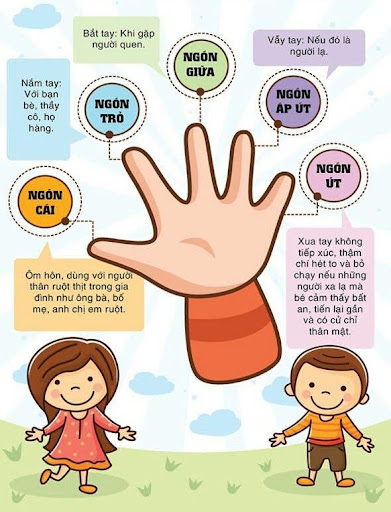 Bắt tay: Khi gặp
người quen.
NGÓN
GIỮA
Vẫy tay: Nếu đó là
người lạ.
Nắm tay:
Với bạn
bè, thầy
cô, họ
hàng.
NGÓN
TRỎ
NGÓN
ÁP ÚT
NGÓN
CÁI
NGÓN
ÚT
Ôm hôn, dùng với người
thân ruột thịt trong gia
đình như ông bà, bố
mẹ, anh chị em ruột.
Xua tay không
tiếp xúc, thậm
chí hét to và bỏ
chạy nếu những
người xa lạ mà
bé cảm thấy bất
an, tiến lại gần
và có cử chỉ
thân mật.